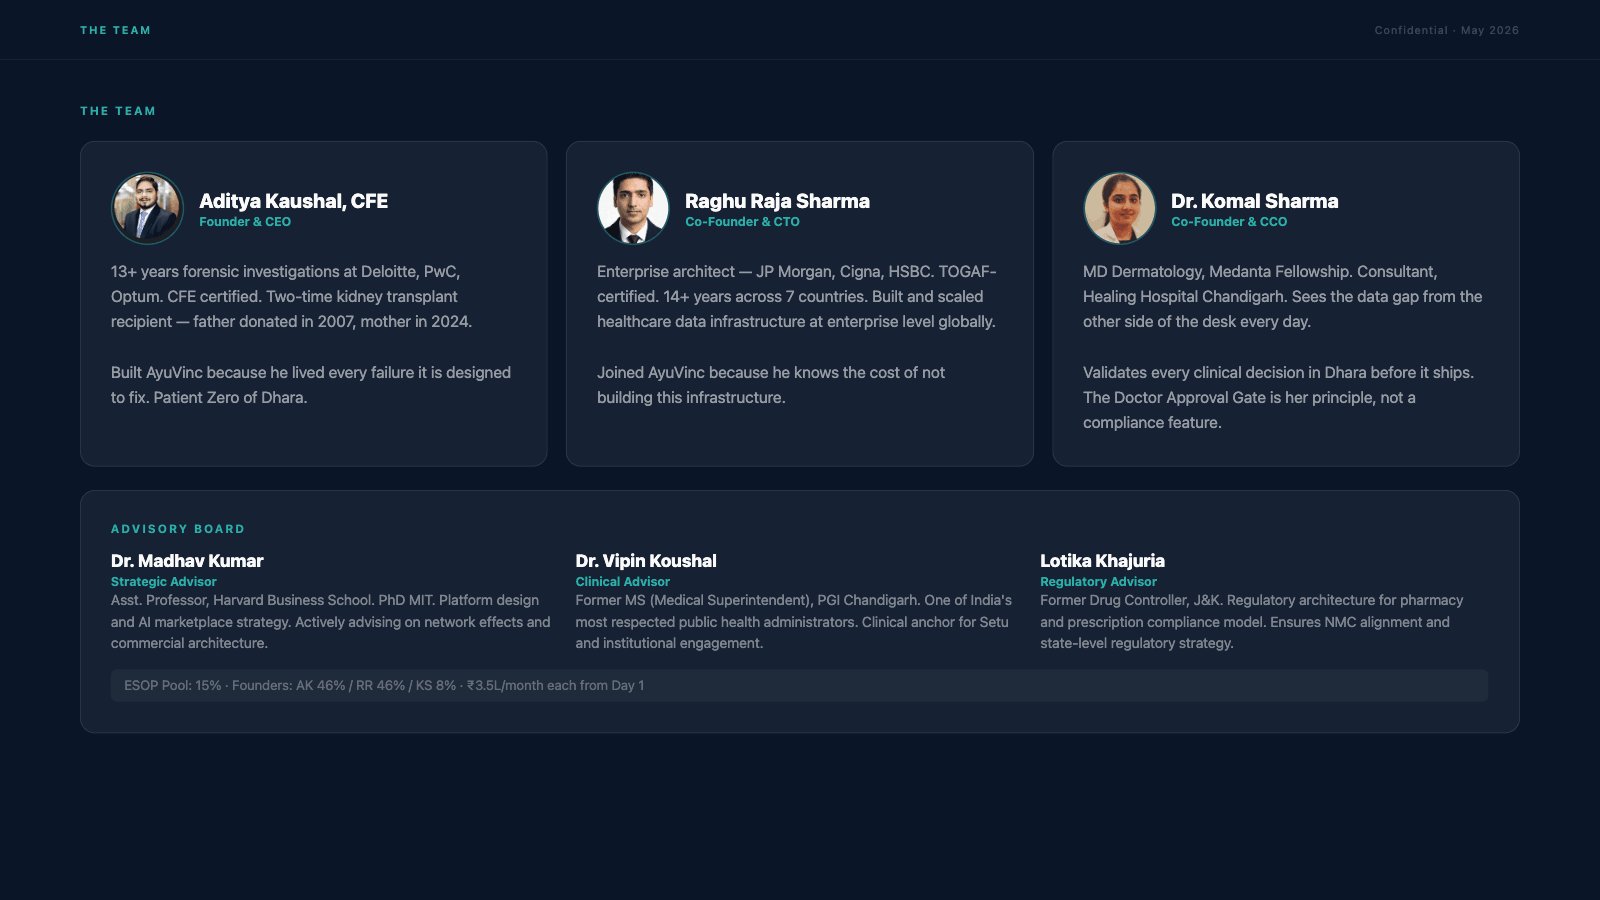 THE TEAM
Confidential · May 2026
THE TEAM
Aditya Kaushal, CFE
Founder & CEO
13+ years forensic investigations at Deloitte, PwC,
Optum. CFE certified. Two-time kidney transplant
recipient — father donated in 2007, mother in 2024.
Built AyuVinc because he lived every failure it is designed
to fix. Patient Zero of Dhara.
Raghu Raja Sharma
Co-Founder & CTO
Enterprise architect — JP Morgan, Cigna, HSBC. TOGAF-
certified. 14+ years across 7 countries. Built and scaled
healthcare data infrastructure at enterprise level globally.
Joined AyuVinc because he knows the cost of not
building this infrastructure.
Dr. Komal Sharma
Co-Founder & CCO
MD Dermatology, Medanta Fellowship. Consultant,
Healing Hospital Chandigarh. Sees the data gap from the
other side of the desk every day.
Validates every clinical decision in Dhara before it ships.
The Doctor Approval Gate is her principle, not a
compliance feature.
ADVISORY BOARD
Dr. Madhav Kumar
Strategic Advisor
Asst. Professor, Harvard Business School. PhD MIT. Platform design
and AI marketplace strategy. Actively advising on network effects and
commercial architecture.
Dr. Vipin Koushal
Clinical Advisor
Former MS (Medical Superintendent), PGI Chandigarh. One of India's
most respected public health administrators. Clinical anchor for Setu
and institutional engagement.
Lotika Khajuria
Regulatory Advisor
Former Drug Controller, J&K. Regulatory architecture for pharmacy
and prescription compliance model. Ensures NMC alignment and
state-level regulatory strategy.
ESOP Pool: 15% · Founders: AK 46% / RR 46% / KS 8% · ₹3.5L/month each from Day 1